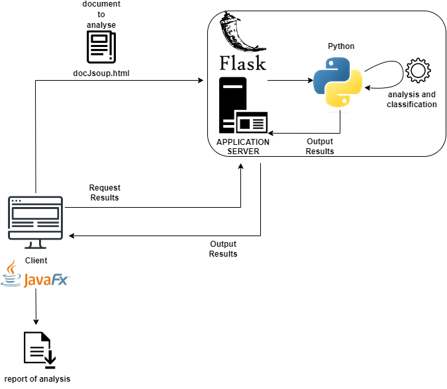 document
to
analyse
docJsoup.html
Flask
Python
analysis and
classification
APPLICATION
SERVER
Output
Results
Request
Results
Output
Results
Client
Java
JavaFx
report of analysis